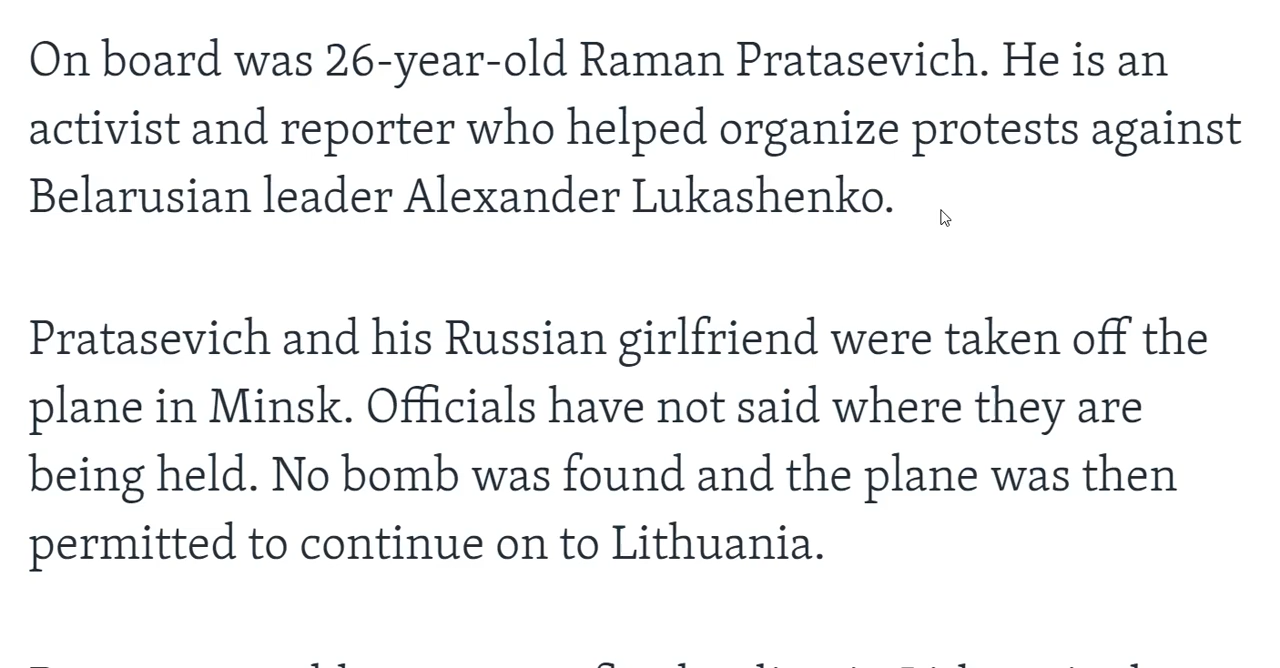 On board was 26-year-old Raman Pratasevich. He is an
activist and reporter who helped organize protests against
Belarusian leader Alexander Lukashenko.
Pratasevich and his Russian girlfriend were taken off the
plane in Minsk. Officials have not said where they are
being held. No bomb was found and the plane was then
permitted to continue on to Lithuania.